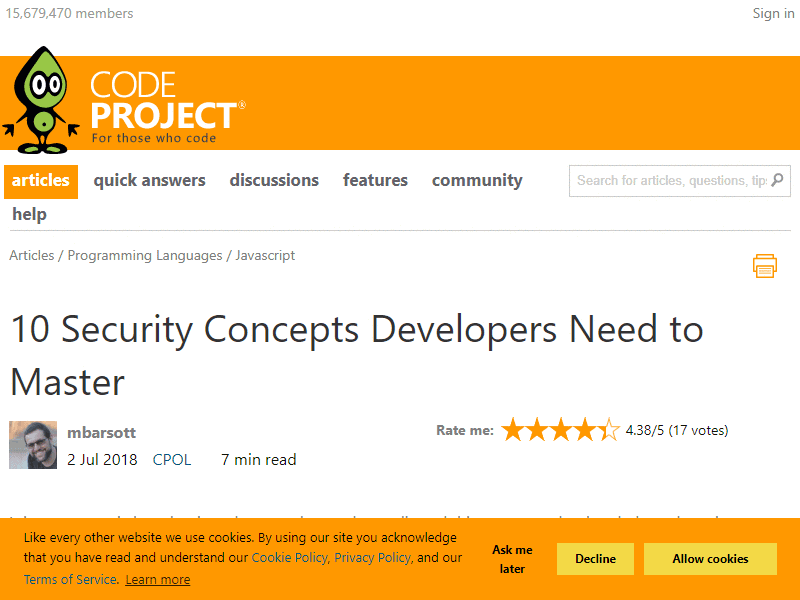 15,679,470 members
Sign in
CODE
PROJECT®
For those who code
articles quick answers discussions features community
Search for articles, questions, tips
help
Articles / Programming Languages / Javascript
10 Security Concepts Developers Need to
Master
mbarsott
Rate me: 4.38/5 (17 votes)
2 Jul 2018 CPOL 7 min read
Like every other website we use cookies. By using our site you acknowledge
that you have read and understand our Cookie Policy, Privacy Policy, and our
Terms of Service. Learn more
Ask me
later
Decline
Allow cookies